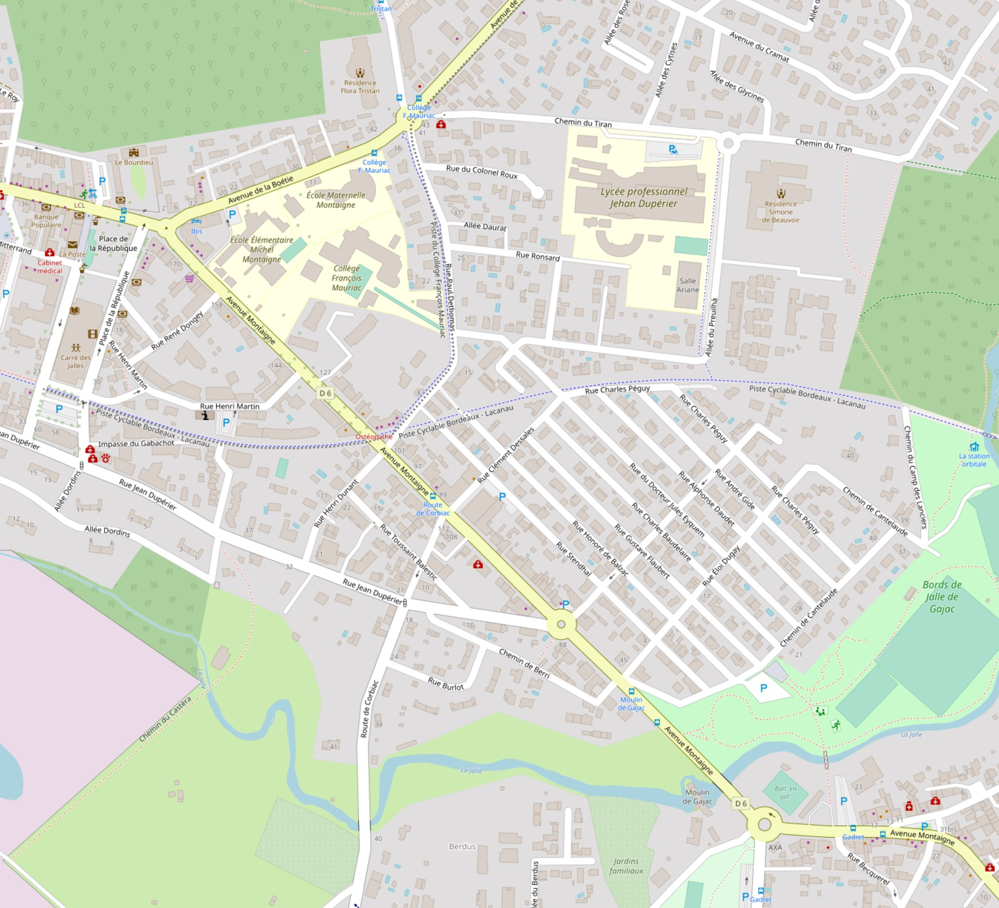 Tristan
Avenue de
Allée des Rose
11
20
Allée d
17
Avenue du Cramat
32
38
42
Résidence
Flora Tristan
Allée des Cytises
Allée des Glycines
41
Le Roy
Collège
F. Mauriac
43
41
42
Chemin du Tiran
33
6
Chemin du Tiran
1
Le Bourdieu
12
38
P
Collège
F. Mauriac
30
Rue du Colonel Roux
63
P
11
Avenue de la Boétie
20
22
École Maternelle
Montaigne
Lycée professionnel
Jehan Dupérier
36
LCL
2
6
12
P
31
Résidence
Simone
de Beauvoir
Banque
Populaire
Ibis
Allée Daurat
Place de
la République
École Élémentaire
Michel
Montaigne
Mitterrand
La Poste
2
25
Rue Ronsard
Cabinet
médical
170
Collège
François
Mauriac
22
Salle
Ariane
P
158
Piste du Collège François Mauriac
Rue Paul Dethomas
Place de la République
Avenue Montaigne
18
Rue René Dongey
21
Allée du Preuilhà
Carré des
Jalles
Rue Henri Martin
23
144
127
15
30
D 6
8
Rue Charles Péguy
Piste Cyclable Bordeaux - Lacanau
P
Rue Henri Martin
P
33
60
58
Piste Cyclable Bordeaux - Lacanau
Piste Cyclable Bordeaux - Lacanau
Rue Charles Péguy
Chemin du Camp des Lanciers
an Dupérier
Impasse du Gabachot
Ostéopathe
101
La station
orbitale
40
3
97
Rue Clément Dessales
15
13
Allée Dordins
Rue Jean Dupérier
Avenue Montaigne
Rue du Docteur Jules Eyquem
Rue Alphonse Daudet
Rue André Gide
36
50
Rue Charles Péguy
Chemin de Cantelaude
11
9
11
22
15
89
P
Rue Henri Dunant
Route
de Corbiac
12
10
7
5
37
Allée Dordins
9
112
108
Rue Toussaint Balestic
Rue Charles Baudelaire
39
8
6
3
1
21
Rue Honoré de Balzac
Rue Gustave Flaubert
Rue Stendhal
Rue Éloi Dugay
40
37
32
Rue Jean Dupérier
21
10
17
Bords de
Jalle de
Gajac
P
28
18
10
88
Chemin de Cantelaude
4
21
24
Chemin de Berri
45
La Jalle
Rue Burlot
P
Moulin
de Gajac
Chemin du Castéra
Route de Corbiac
34
41
Avenue Montaigne
La Jalle
La Jalle
Moulin
de Gajac
D 6
Ball' en
Jall'
23
6
P
40
Berdus
17
13
11
P
31bis
Gadret
Avenue Montaigne
AXA
Jardins
familiaux
lée du Berdus
Rue Becquerel
22
P
Gadret
10